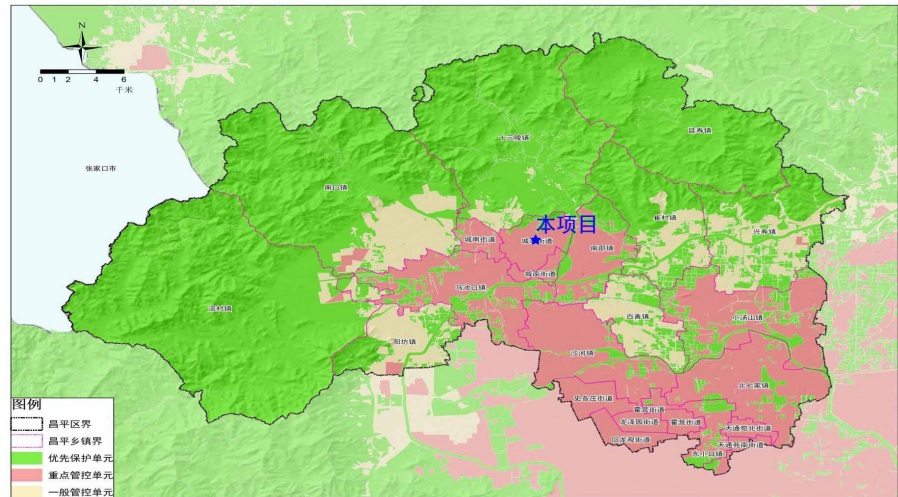 N
0 1 2 4 6
千米
张家口市
延寿镇
十三陵镇
南口镇
崔村镇
兴寿镇
本项目
城南街道
城北街道
南邵镇
城南街道
马池口镇
流村镇
百善镇
小汤山镇
阳坊镇
沙河镇
北七家镇
史各庄街道
霍营街道
龙泽园街道
霍营街道
天通苑北街道
回龙观街道
天通苑南街道
东小口镇
图例
昌平区界
昌平乡镇界
优先保护单元
重点管控单元
一般管控单元